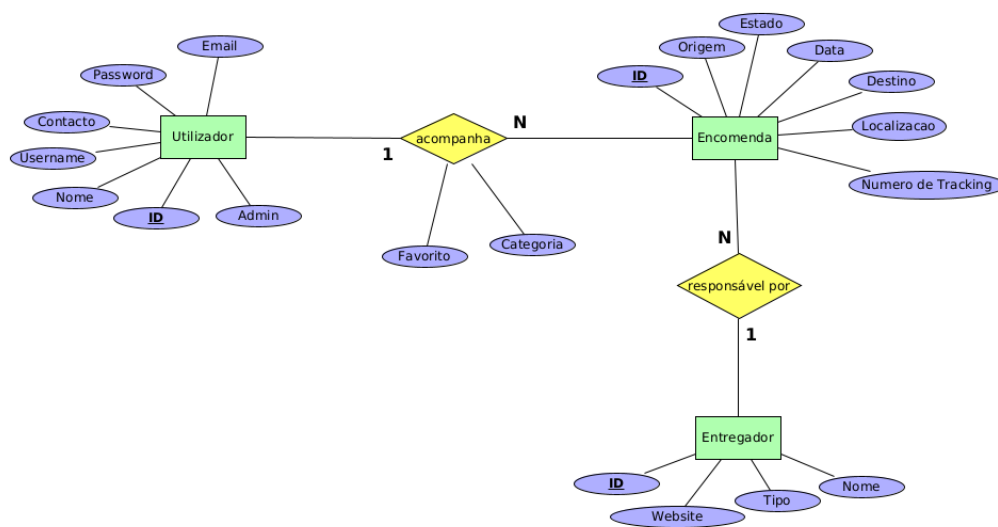 Estado
Email
Origem
Data
Password
ID
Destino
Contacto
Utilizador
acompanha
N
Encomenda
Localizacao
1
Username
Nome
ID
Admin
Favorito
Categoria
Numero de Tracking
N
responsável por
1
Entregador
ID
Website
Tipo
Nome